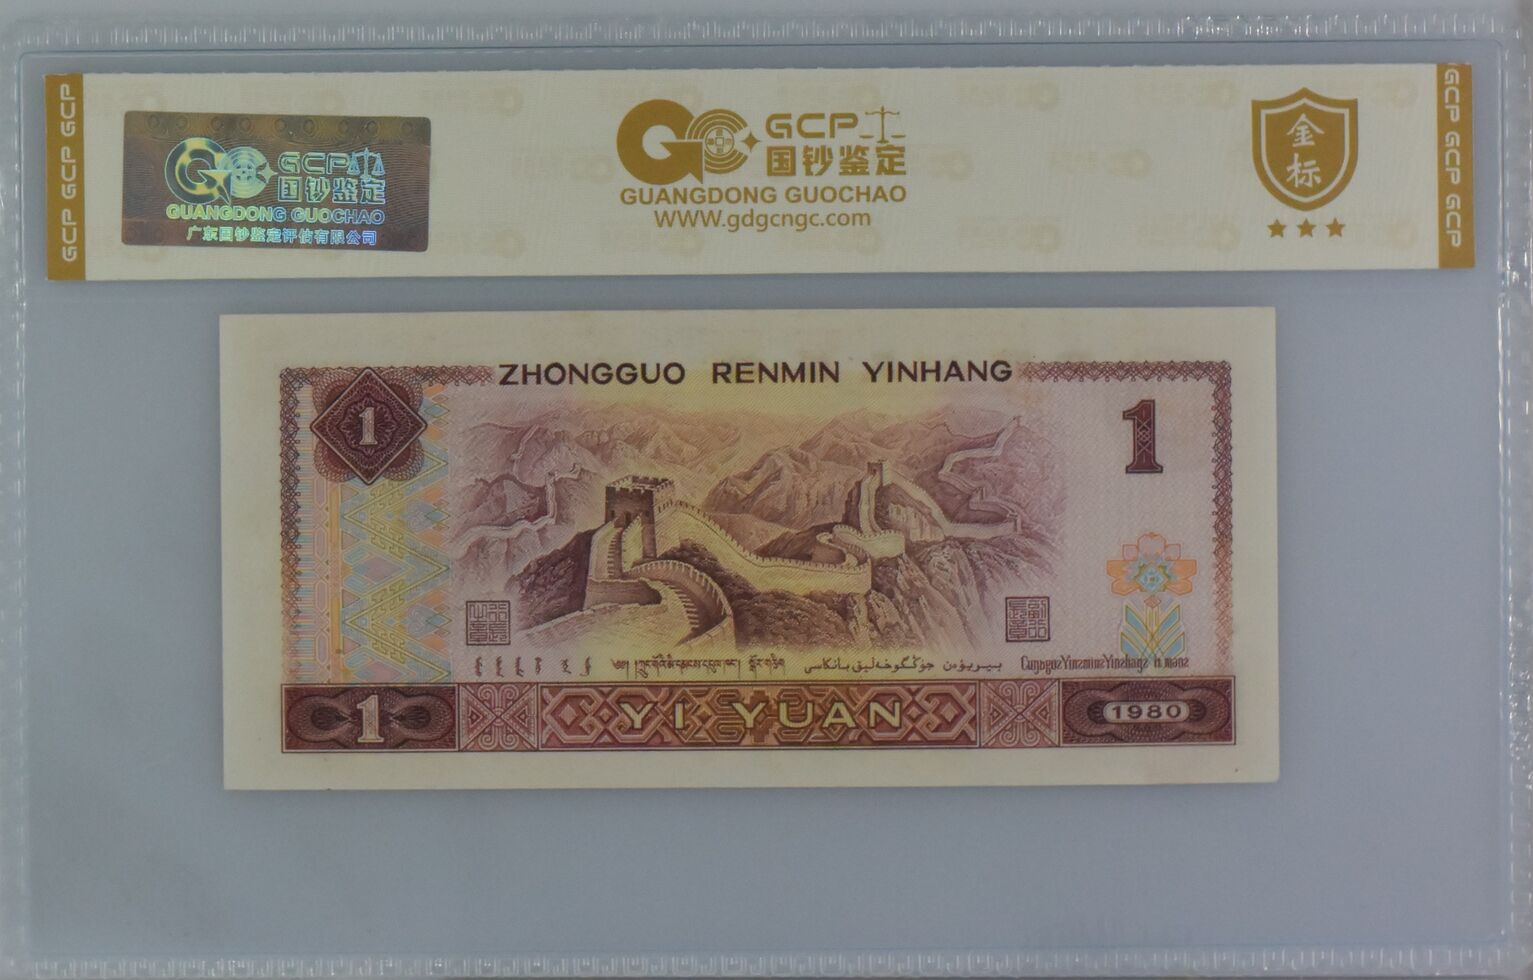 GCP GCP GCP
GCP
国钞鉴定
GUANGDONG GUOCHAO
广东国钞鉴定评估有限公司
GCP
国钞鉴定
GUANGDONG GUOCHAO
WWW.gdgcngc.com
金
标
GCP GCP GCP
ZHONGGUO RENMIN YINHANG
1
1
1
YI YUAN
1980